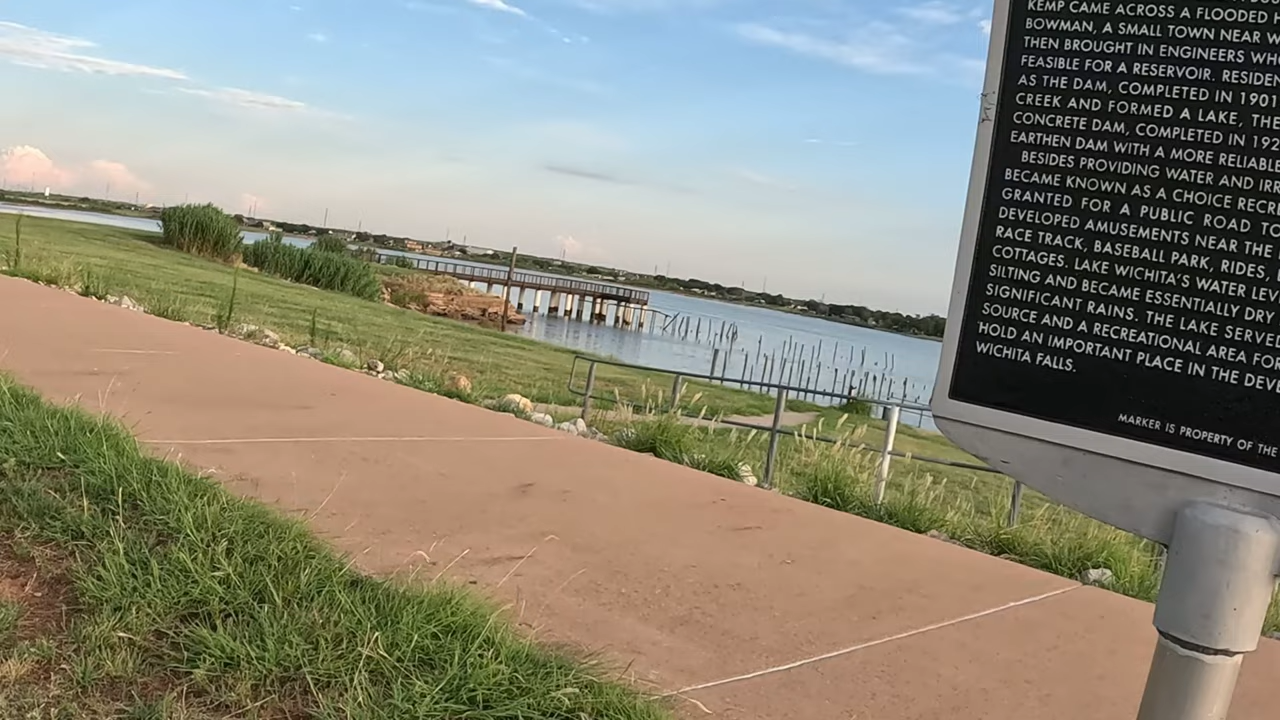 KEMP CAME ACROSS A FLOODED
BOWMAN, A SMALL TOWN NEAR
THEN BROUGHT IN ENGINEERS
FEASIBLE FOR A RESERVOIR.
AS THE DAM, COMPLETED IN 1901
CREEK AND FORMED A LAKE,
CONCRETE DAM, COMPLETED IN
EARTHEN DAM WITH A MORE RELIABLE
BESIDES PROVIDING WATER AND
BECAME KNOWN AS A CHOICE
GRANTED FOR A PUBLIC ROAD TO
DEVELOPED AMUSEMENTS NEAR THE
RACE TRACK, BASEBALL PARK, RIDES,
COTTAGES. LAKE WICHITA'S WATER
SILTING AND BECAME ESSENTIALLY DRY
SIGNIFICANT RAINS. THE LAKE SERVED
SOURCE AND A RECREATIONAL AREA FOR
HOLD AN IMPORTANT PLACE IN THE
WICHITA FALLS.
MARKER IS PROPERTY OF THE